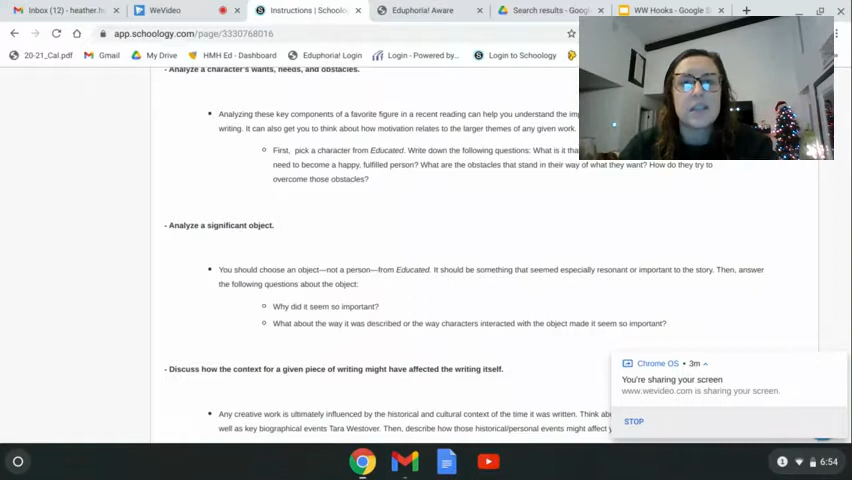 Inbox (12) - heather.h
WeVideo
Instructions | Schoolo
Eduphoria! Aware
Search results - Google
WW Hooks - Google S
app.schoology.com/page/3330768016
20-21_Cal.pdf
Gmail
My Drive
HMH Ed - Dashboard
Eduphoria! Login
Login - Powered by...
Login to Schoology
- Analyze a character's wants, needs, and obstacles.
Analyzing these key components of a favorite figure in a recent reading can help you understand the
writing. It can also get you to think about how motivation relates to the larger themes of any given work.
First, pick a character from Educated. Write down the following questions: What is it
need to become a happy, fulfilled person? What are the obstacles that stand in their way of what they want? How do they try to
overcome those obstacles?
- Analyze a significant object.
You should choose an object—not a person—from Educated. It should be something that seemed especially resonant or important to the story. Then, answer
the following questions about the object:
Why did it seem so important?
What about the way it was described or the way characters interacted with the object made it seem so important?
- Discuss how the context for a given piece of writing might have affected the writing itself.
Any creative work is ultimately influenced by the historical and cultural context of the time it was written. Think
well as key biographical events Tara Westover. Then, describe how those historical/personal events might affect
Chrome OS • 3m
You're sharing your screen
www.wevideo.com is sharing your screen.
STOP
1
6:54